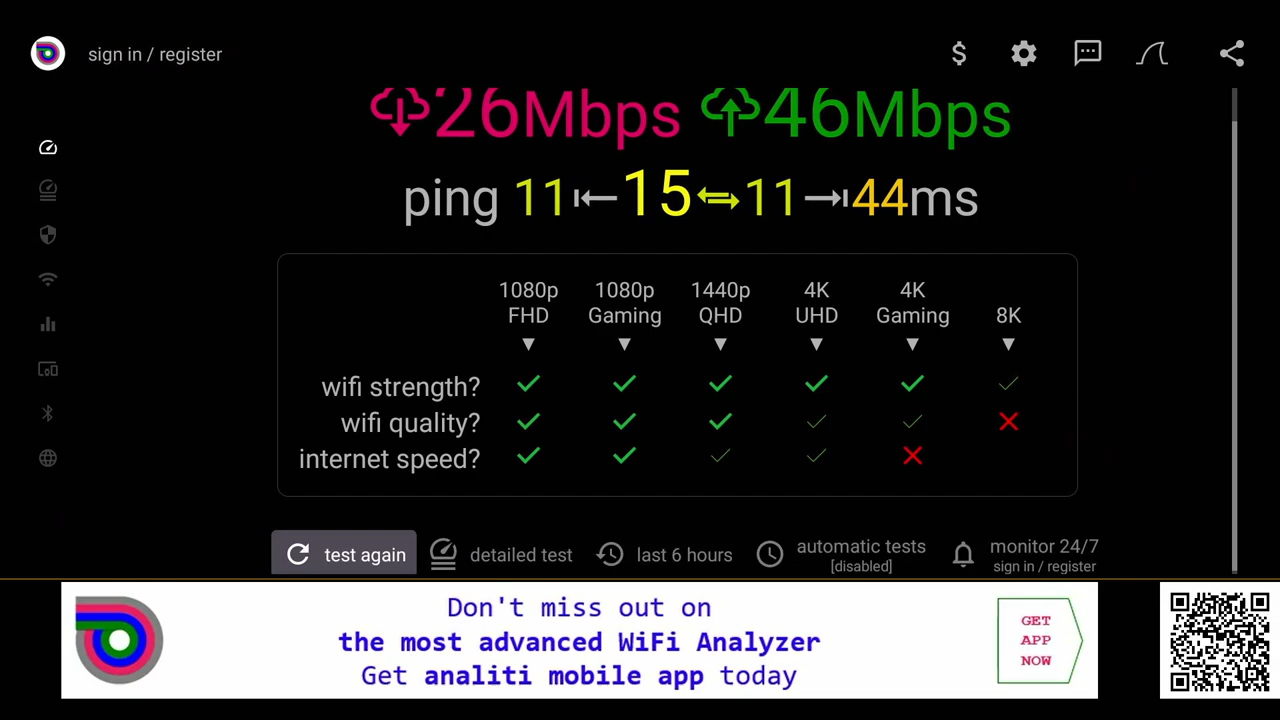 sign in / register
26Mbps 46Mbps
ping 11 15 11 44ms
1080p FHD
1080p Gaming
1440p QHD
4K UHD
4K Gaming
8K
wifi strength?
wifi quality?
internet speed?
test again
detailed test
last 6 hours
automatic tests
[disabled]
monitor 24/7
sign in / register
Don't miss out on
the most advanced WiFi Analyzer
Get analiti mobile app today
GET
APP
NOW